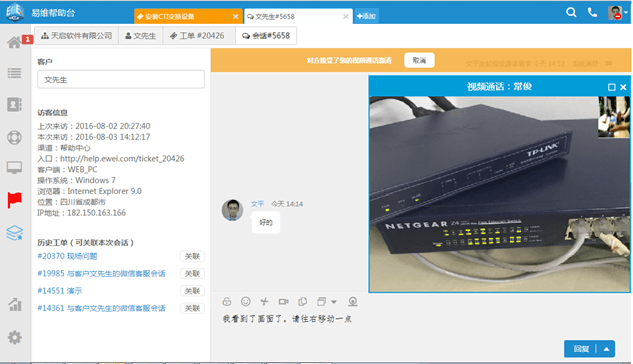 易维帮助台
安装CTI交换设备
文先生#5658
添加
1
天启软件有限公司
文先生
工单 #20426
会话#5658
客户
文先生
访客信息
上次来访：2016-08-02 20:27:40
本次来访：2016-08-03 14:12:17
渠道：帮助中心
入口：http://help.ewei.com/ticket_20426
客户端：WEB_PC
操作系统：Windows 7
浏览器：Internet Explorer 9.0
位置：四川省成都市
IP地址：182.150.163.166
历史工单（可关联本次会话）
#20370 现场问题 关联
#19985 与客户文先生的微信客服会话 关联
#14551 演示 关联
#14361 与客户文先生的微信客服会话 关联
对方接受了你的视频通话邀请
取消
视频通话：常俊
TP-LINK
NETGEAR
文平 今天 14:14
好的
我看到了画面了，请往右移动一点
回复